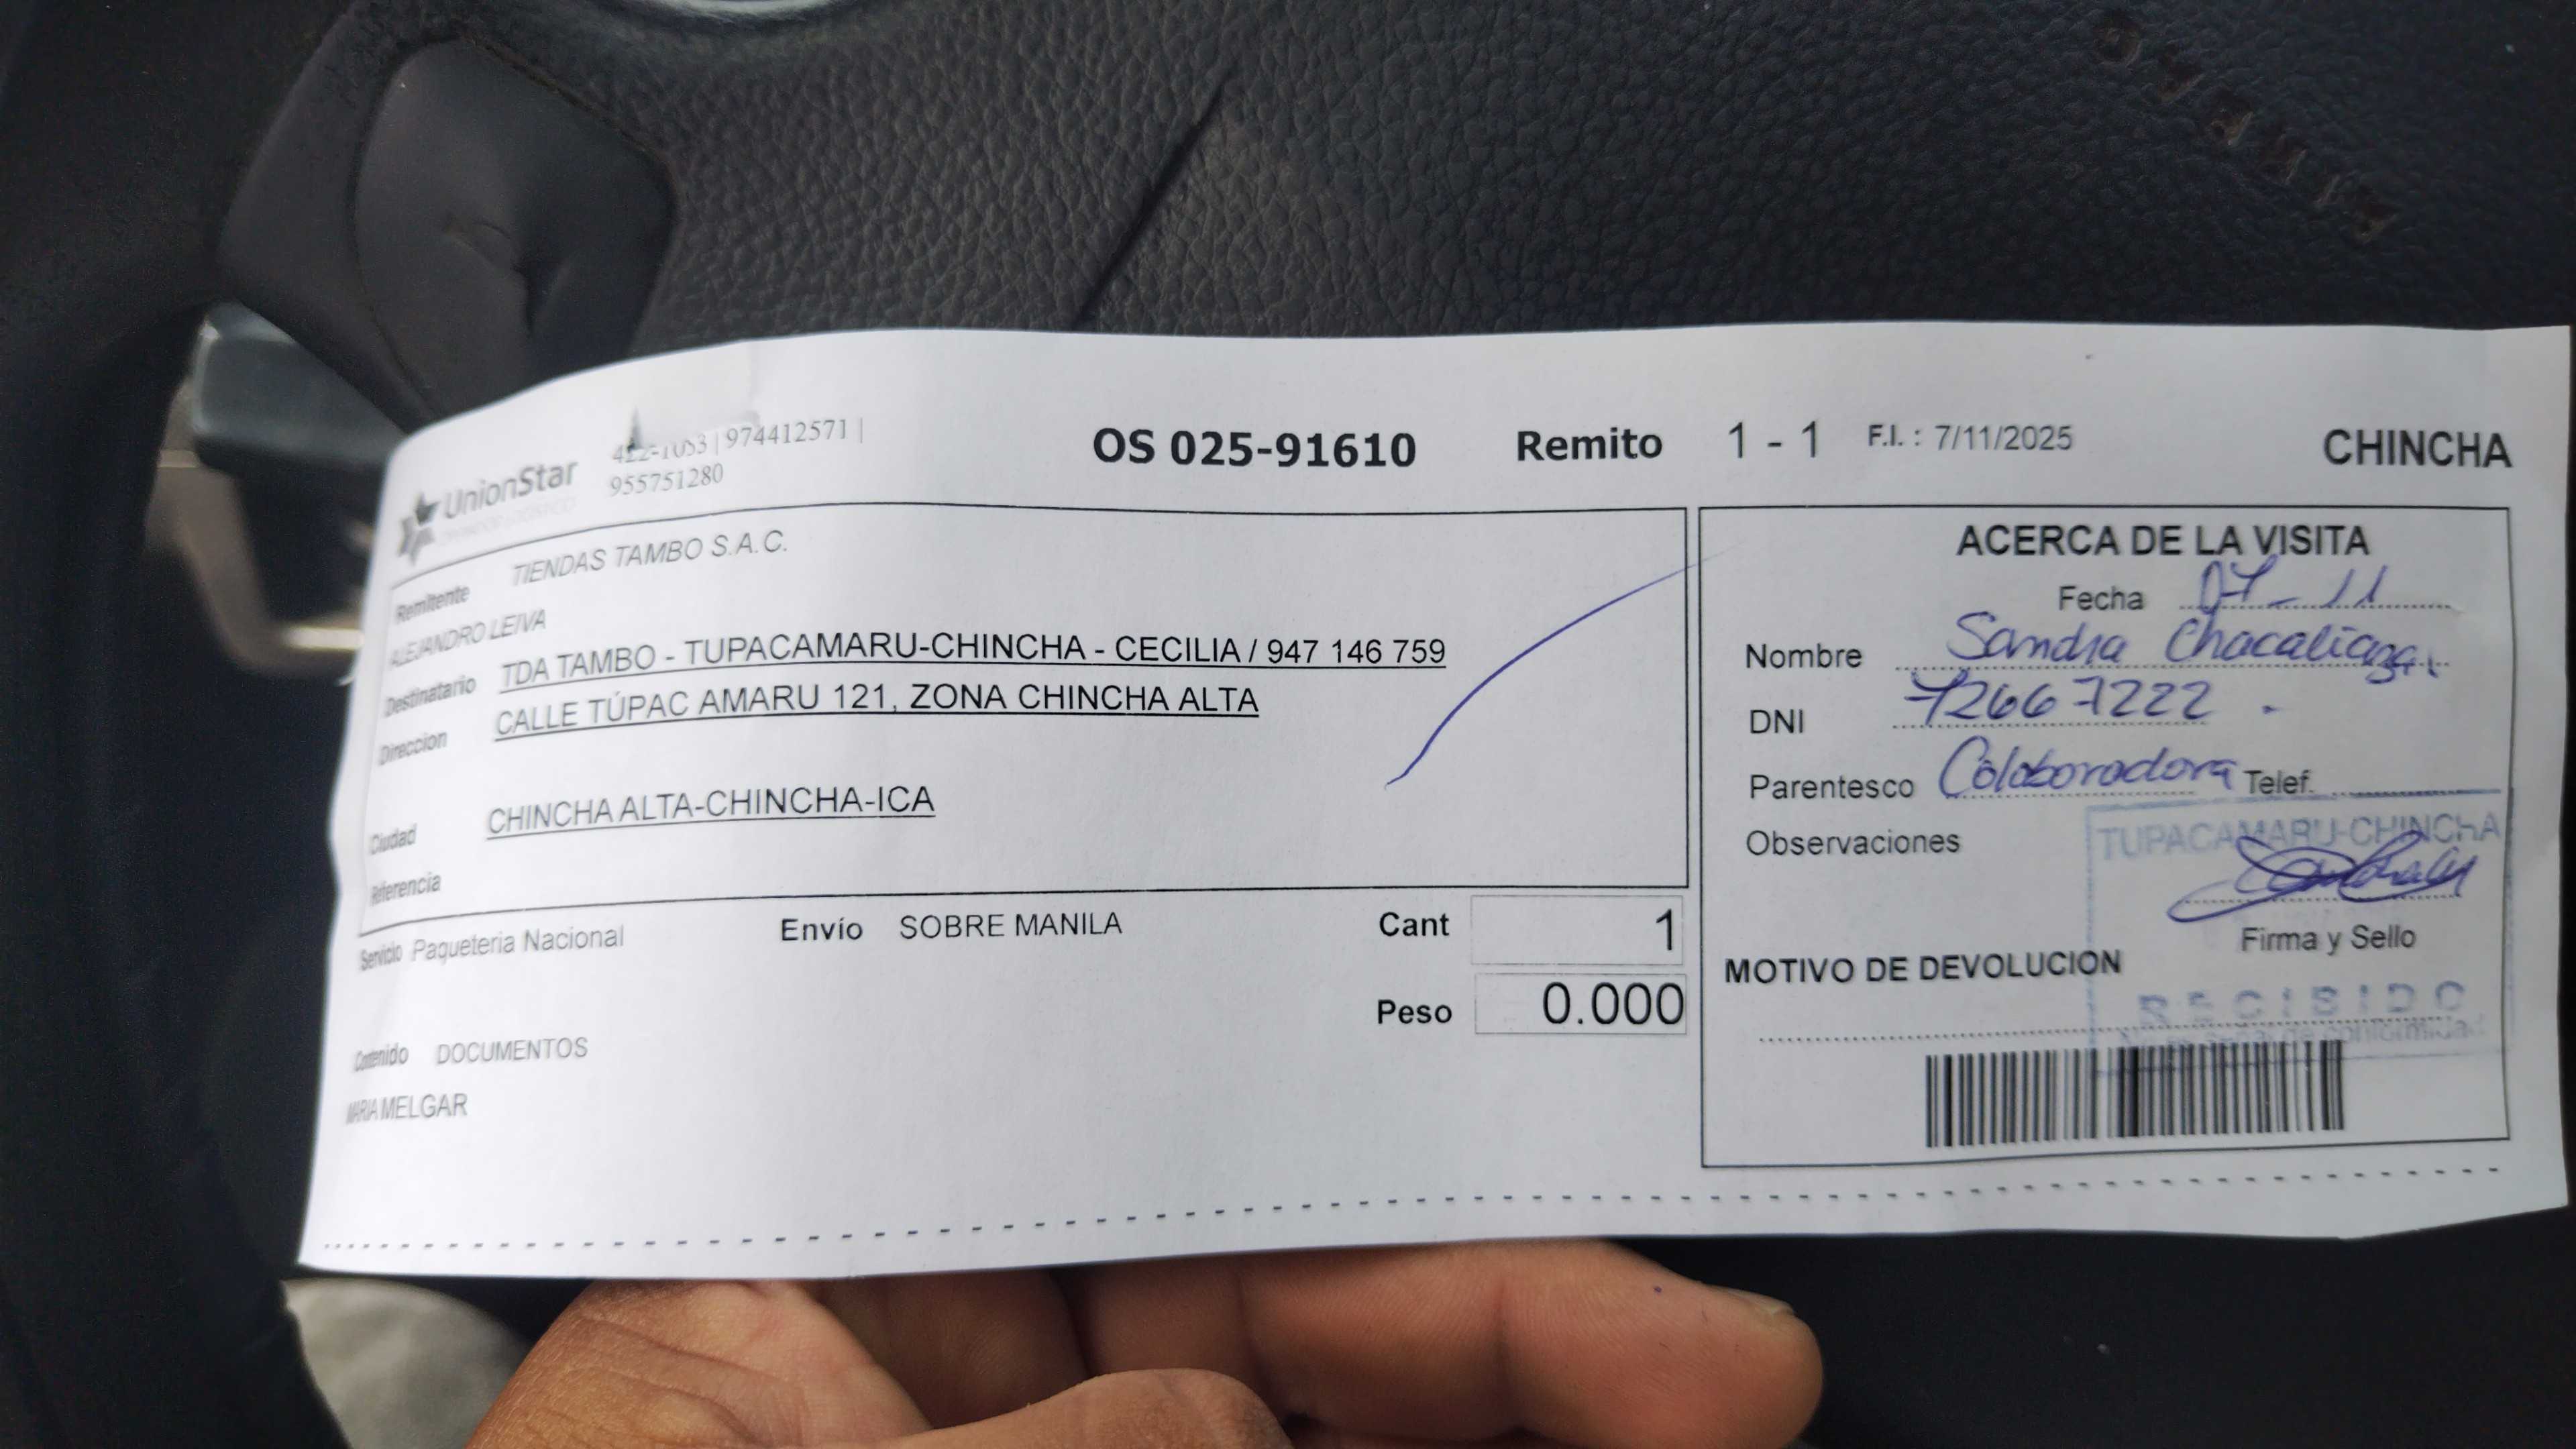 UnionStar
422-1053 | 974412571 |
955751280
OS 025-91610 Remito 1 - 1 F.I. : 7/11/2025 CHINCHA
Remitente TIENDAS TAMBO S.A.C.
ALEJANDRO LEIVA
Destinatario TDA TAMBO - TUPACAMARU-CHINCHA - CECILIA / 947 146 759
Direccion CALLE TÚPAC AMARU 121, ZONA CHINCHA ALTA
Ciudad CHINCHA ALTA-CHINCHA-ICA
Referencia
Servicio Paqueteria Nacional Envío SOBRE MANILA Cant 1
Peso 0.000
Contenido DOCUMENTOS
MARIA MELGAR
ACERCA DE LA VISITA
Fecha 07-11
Nombre Sandra Chacaliaza.
DNI 72667222.
Parentesco Colaboradora Telef.
Observaciones
TUPACAMARU-CHINCHA
Firma y Sello
MOTIVO DE DEVOLUCION
RECIBIDO
conformidad